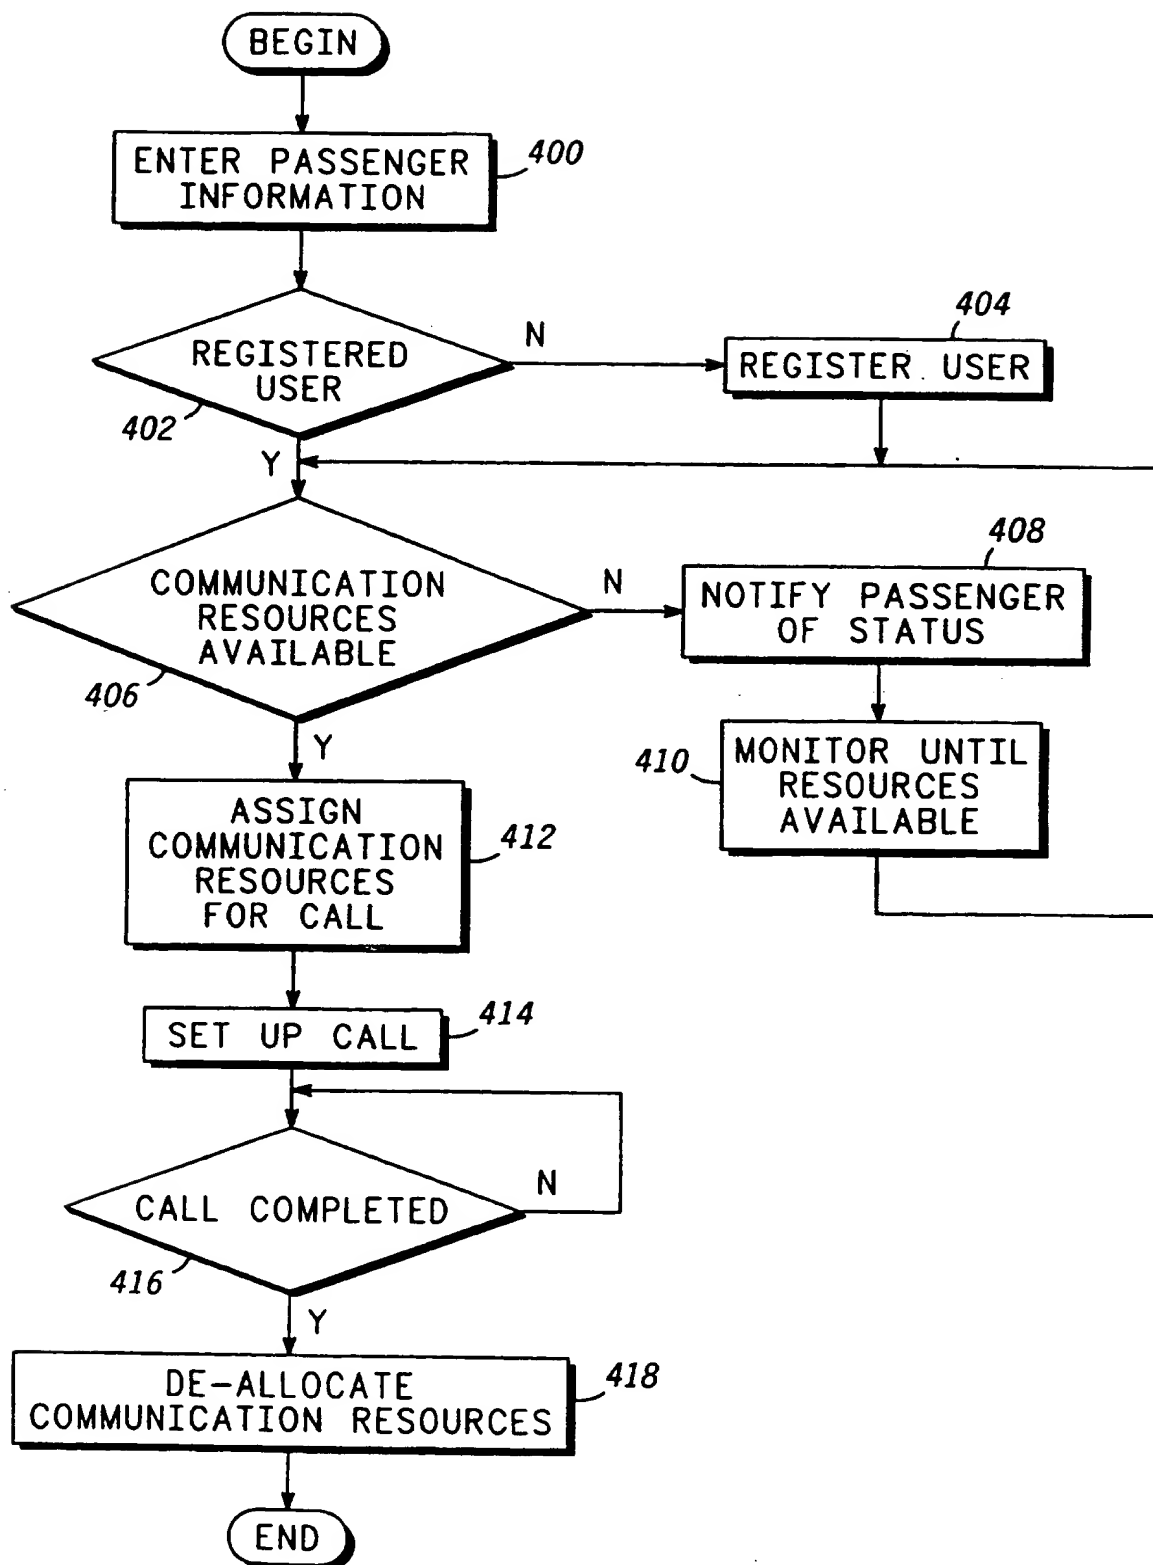 BEGIN
ENTER PASSENGER
INFORMATION
400
REGISTERED
USER
402
N
Y
404
REGISTER USER
COMMUNICATION
RESOURCES
AVAILABLE
406
N
Y
408
NOTIFY PASSENGER
OF STATUS
410
MONITOR UNTIL
RESOURCES
AVAILABLE
ASSIGN
COMMUNICATION
RESOURCES
FOR CALL
412
SET UP CALL
414
CALL COMPLETED
416
N
Y
DE-ALLOCATE
COMMUNICATION RESOURCES
418
END